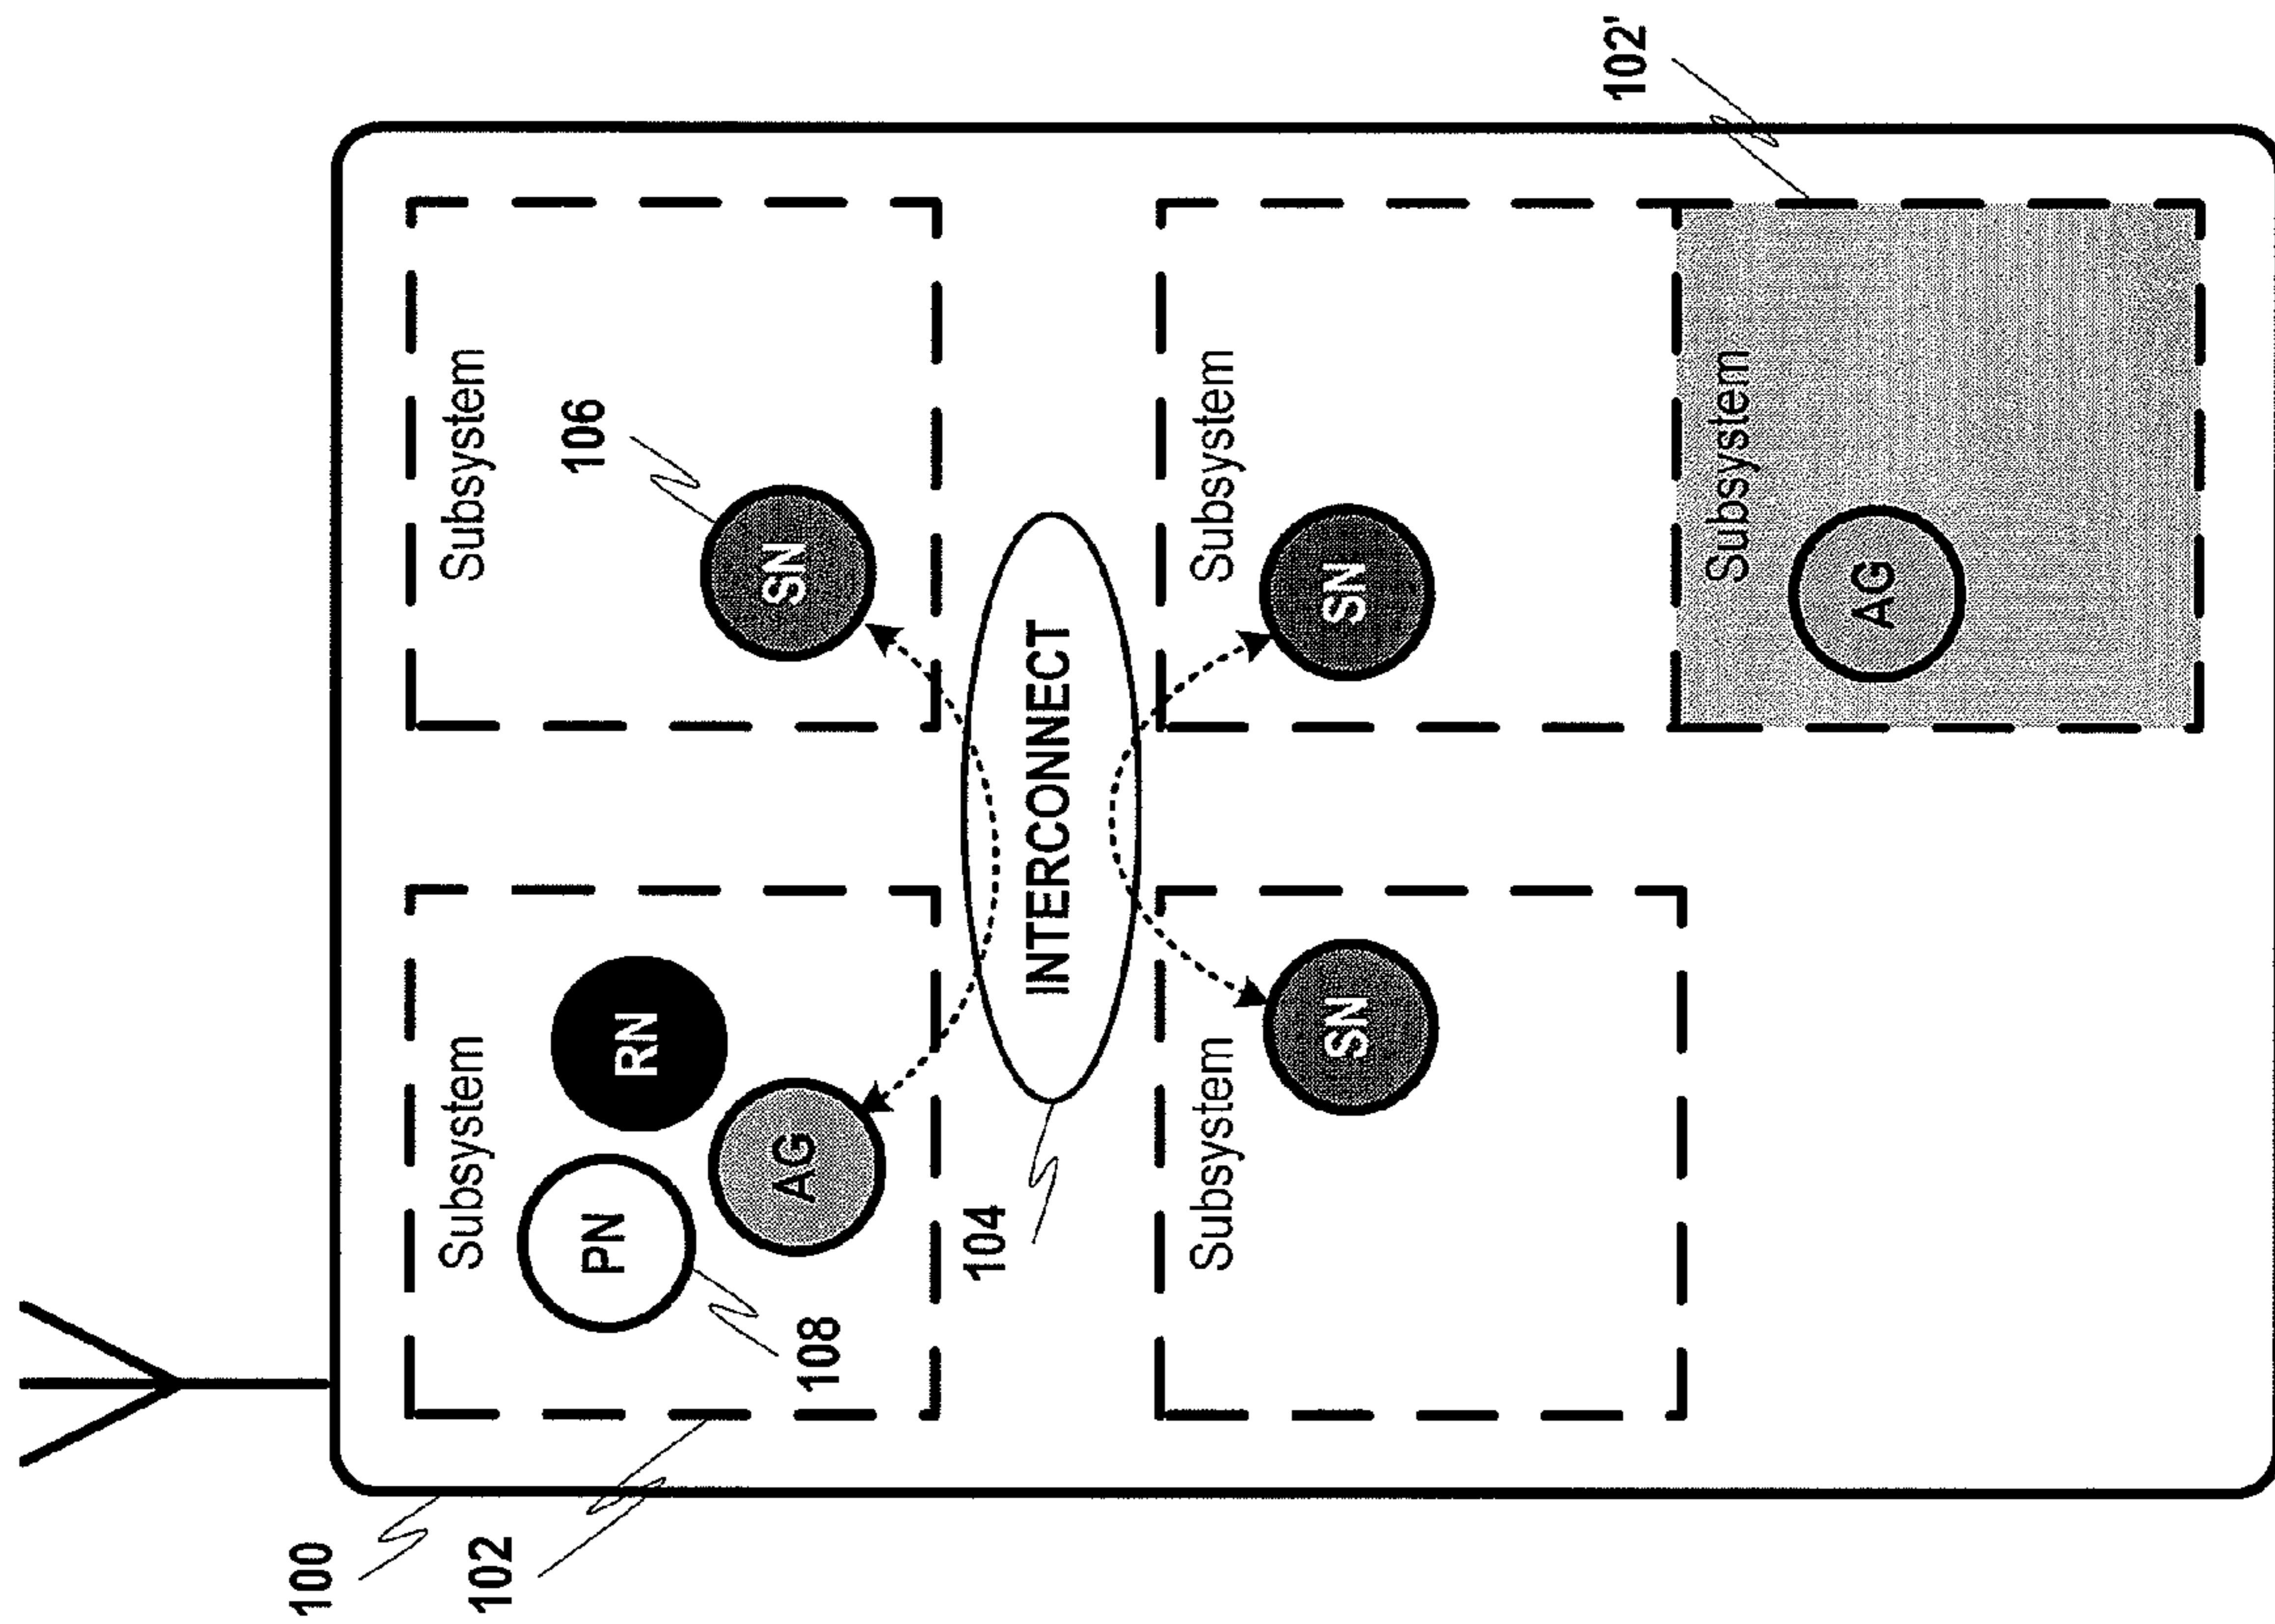 100
102
Subsystem
PN
RN
AG
108
Subsystem
106
SN
104
INTERCONNECT
Subsystem
SN
Subsystem
SN
102'
Subsystem
AG